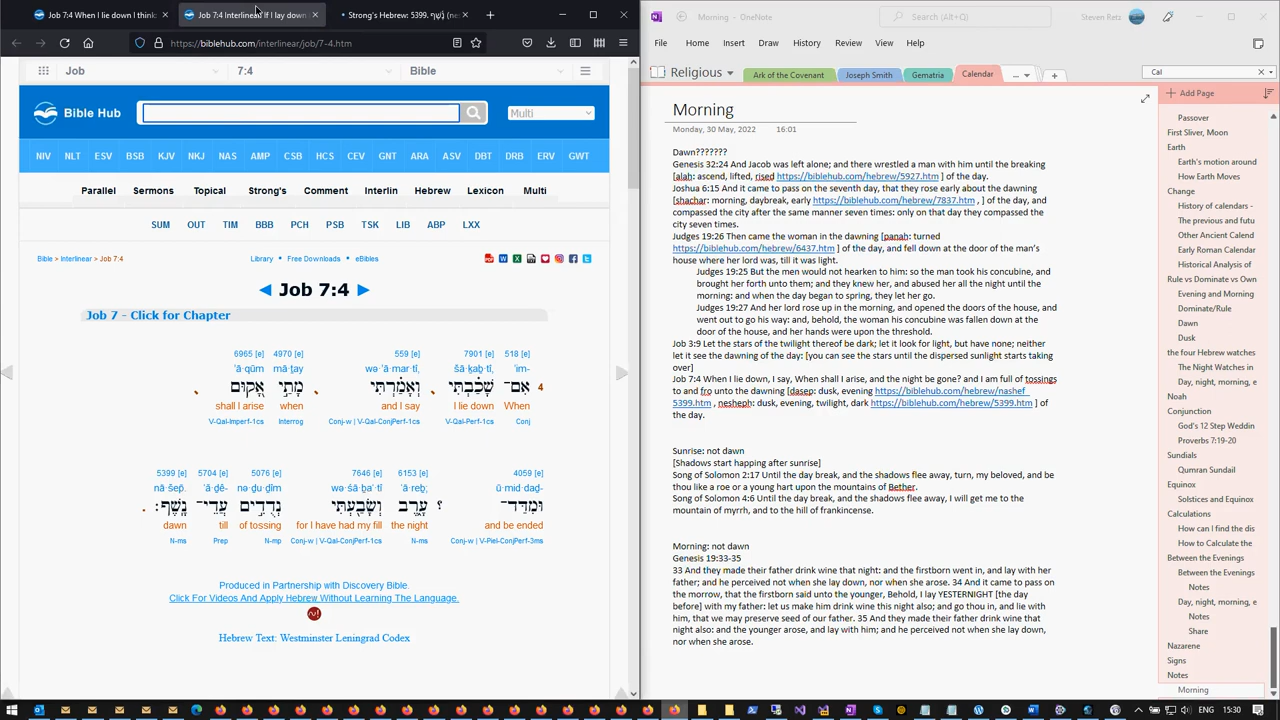 Job 7:4 When I lie down I think
Job 7:4 Interlinear: If I lay down
Strong's Hebrew: 5399. נָ֫שֶׁף (nes
https://biblehub.com/interlinear/job/7-4.htm
Job
7:4
Bible
Bible Hub
Multi
NIV NLT ESV BSB KJV NKJ NAS AMP CSB HCS CEV GNT ARA ASV DBT DRB ERV GWT
Parallel Sermons Topical Strong's Comment Interlin Hebrew Lexicon Multi
SUM OUT TIM BBB PCH PSB TSK LIB ABP LXX
Bible > Interlinear > Job 7:4
Library • Free Downloads • eBibles
◄ Job 7:4 ►
Job 7 - Click for Chapter
6965 [e] 4970 [e] 559 [e] 7901 [e] 518 [e]
’ā·qūm mā·ṯay wə·’ā·mar·tî, šā·ḵaḇ·tî, ’im-
4 אִם־ שָׁכַ֗בְתִּי וְאָמַ֗רְתִּי ، מָתַ֣י אָ֭קוּם ،
shall I arise when and I say I lie down When
V-Qal-Imperf-1cs Interrog Conj-w | V-Qal-ConjPerf-1cs V-Qal-Perf-1cs Conj
5399 [e] 5704 [e] 5076 [e] 7646 [e] 6153 [e] 4059 [e]
nā·šep̄. ‘ă·ḏê- nə·ḏu·ḏîm wə·śā·ḇa‘·tî ‘ā·reḇ; ū·mid·daḏ-
וּמִדַּד־ עָ֑רֶב ؟ וְשָׂבַ֖עְתִּי נְדֻדִ֣ים עֲדֵי־ נָֽשֶׁף׃ .
dawn till of tossing for I have had my fill the night and be ended
N-ms Prep N-mp Conj-w | V-Qal-ConjPerf-1cs N-ms Conj-w | V-Piel-ConjPerf-3ms
Produced in Partnership with Discovery Bible.
Click For Videos And Apply Hebrew Without Learning The Language.
Hebrew Text: Westminster Leningrad Codex
Morning - OneNote
Search (Alt+Q)
Steven Retz
File Home Insert Draw History Review View Help
Religious
Ark of the Covenant
Joseph Smith
Gematria
Calendar
Cal
Morning
Monday, 30 May, 2022 16:01
Dawn???????
Genesis 32:24 And Jacob was left alone; and there wrestled a man with him until the breaking
[alah: ascend, lifted, rised https://biblehub.com/hebrew/5927.htm ] of the day.
Joshua 6:15 And it came to pass on the seventh day, that they rose early about the dawning
[shachar: morning, daybreak, early https://biblehub.com/hebrew/7837.htm , ] of the day, and
compassed the city after the same manner seven times: only on that day they compassed the
city seven times.
Judges 19:26 Then came the woman in the dawning [panah: turned
https://biblehub.com/hebrew/6437.htm ] of the day, and fell down at the door of the man’s
house where her lord was, till it was light.
Judges 19:25 But the men would not hearken to him: so the man took his concubine, and
brought her forth unto them; and they knew her, and abused her all the night until the
morning: and when the day began to spring, they let her go.
Judges 19:27 And her lord rose up in the morning, and opened the doors of the house, and
went out to go his way: and, behold, the woman his concubine was fallen down at the
door of the house, and her hands were upon the threshold.
Job 3:9 Let the stars of the twilight thereof be dark; let it look for light, but have none; neither
let it see the dawning of the day: [you can see the stars until the dispersed sunlight starts taking
over]
Job 7:4 When I lie down, I say, When shall I arise, and the night be gone? and I am full of tossings
to and fro unto the dawning [dasep: dusk, evening https://biblehub.com/hebrew/nashef_
5399.htm , nesheph: dusk, evening, twilight, dark https://biblehub.com/hebrew/5399.htm ] of
the day.
Sunrise: not dawn
[Shadows start happening after sunrise]
Song of Solomon 2:17 Until the day break, and the shadows flee away, turn, my beloved, and be
thou like a roe or a young hart upon the mountains of Bether.
Song of Solomon 4:6 Until the day break, and the shadows flee away, I will get me to the
mountain of myrrh, and to the hill of frankincense.
Morning: not dawn
Genesis 19:33-35
33 And they made their father drink wine that night: and the firstborn went in, and lay with her
father; and he perceived not when she lay down, nor when she arose. 34 And it came to pass on
the morrow, that the firstborn said unto the younger, Behold, I lay YESTERNIGHT [the day
before] with my father: let us make him drink wine this night also; and go thou in, and lie with
him, that we may preserve seed of our father. 35 And they made their father drink wine that
night also: and the younger arose, and lay with him; and he perceived not when she lay down,
nor when she arose.
Add Page
Passover
First Sliver, Moon
Earth
Earth's motion around
How Earth Moves
Change
History of calendars -
The previous and futu
Other Ancient Calend
Early Roman Calendar
Historical Analysis of
Rule vs Dominate vs Own
Evening and Morning
Dominate/Rule
Dawn
Dusk
the four Hebrew watches
The Night Watches in
Day, night, morning, e
Noah
Conjunction
God's 12 Step Weddin
Proverbs 7:19-20
Sundials
Qumran Sundail
Equinox
Solstices and Equinox
Calculations
How can I find the dis
How to Calculate the
Between the Evenings
Between the Evenings
Notes
Day, night, morning, e
Notes
Share
Nazarene
Signs
Notes
Morning
ENG 15:30